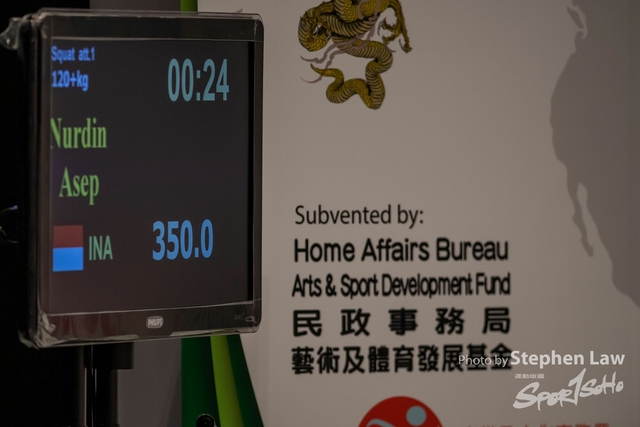 Squat att.1
120+kg
00:24
Nurdin
Asep
INA
350.0
PHILIPS
Subvented by:
Home Affairs Bureau
Arts & Sport Development Fund
民政事務局
藝術及體育發展基金
Photo by Stephen Law
Spor1SoHo